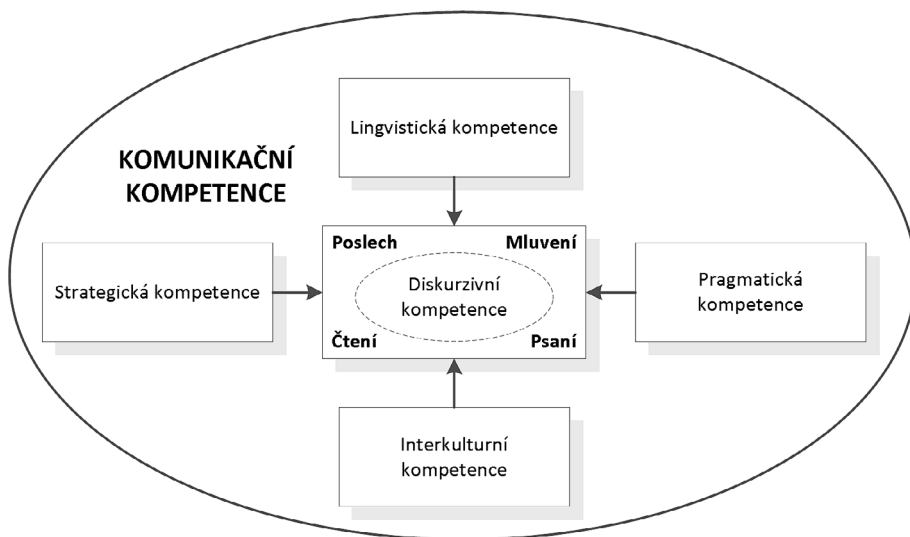 Lingvistická kompetence
KOMUNIKAČNÍ
KOMPETENCE
Poslech
Mluvení
Strategická kompetence
Diskurzivní
kompetence
Pragmatická
kompetence
Čtení
Psaní
Interkulturní
kompetence